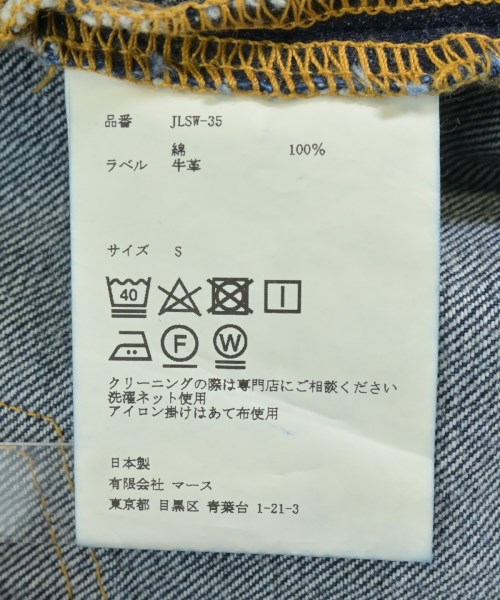 品番 JLSW-35
綿 100%
ラベル 牛革
サイズ S
40
F W
クリーニングの際は専門店にご相談ください
洗濯ネット使用
アイロン掛けはあて布使用
日本製
有限会社 マース
東京都 目黒区 青葉台 1-21-3